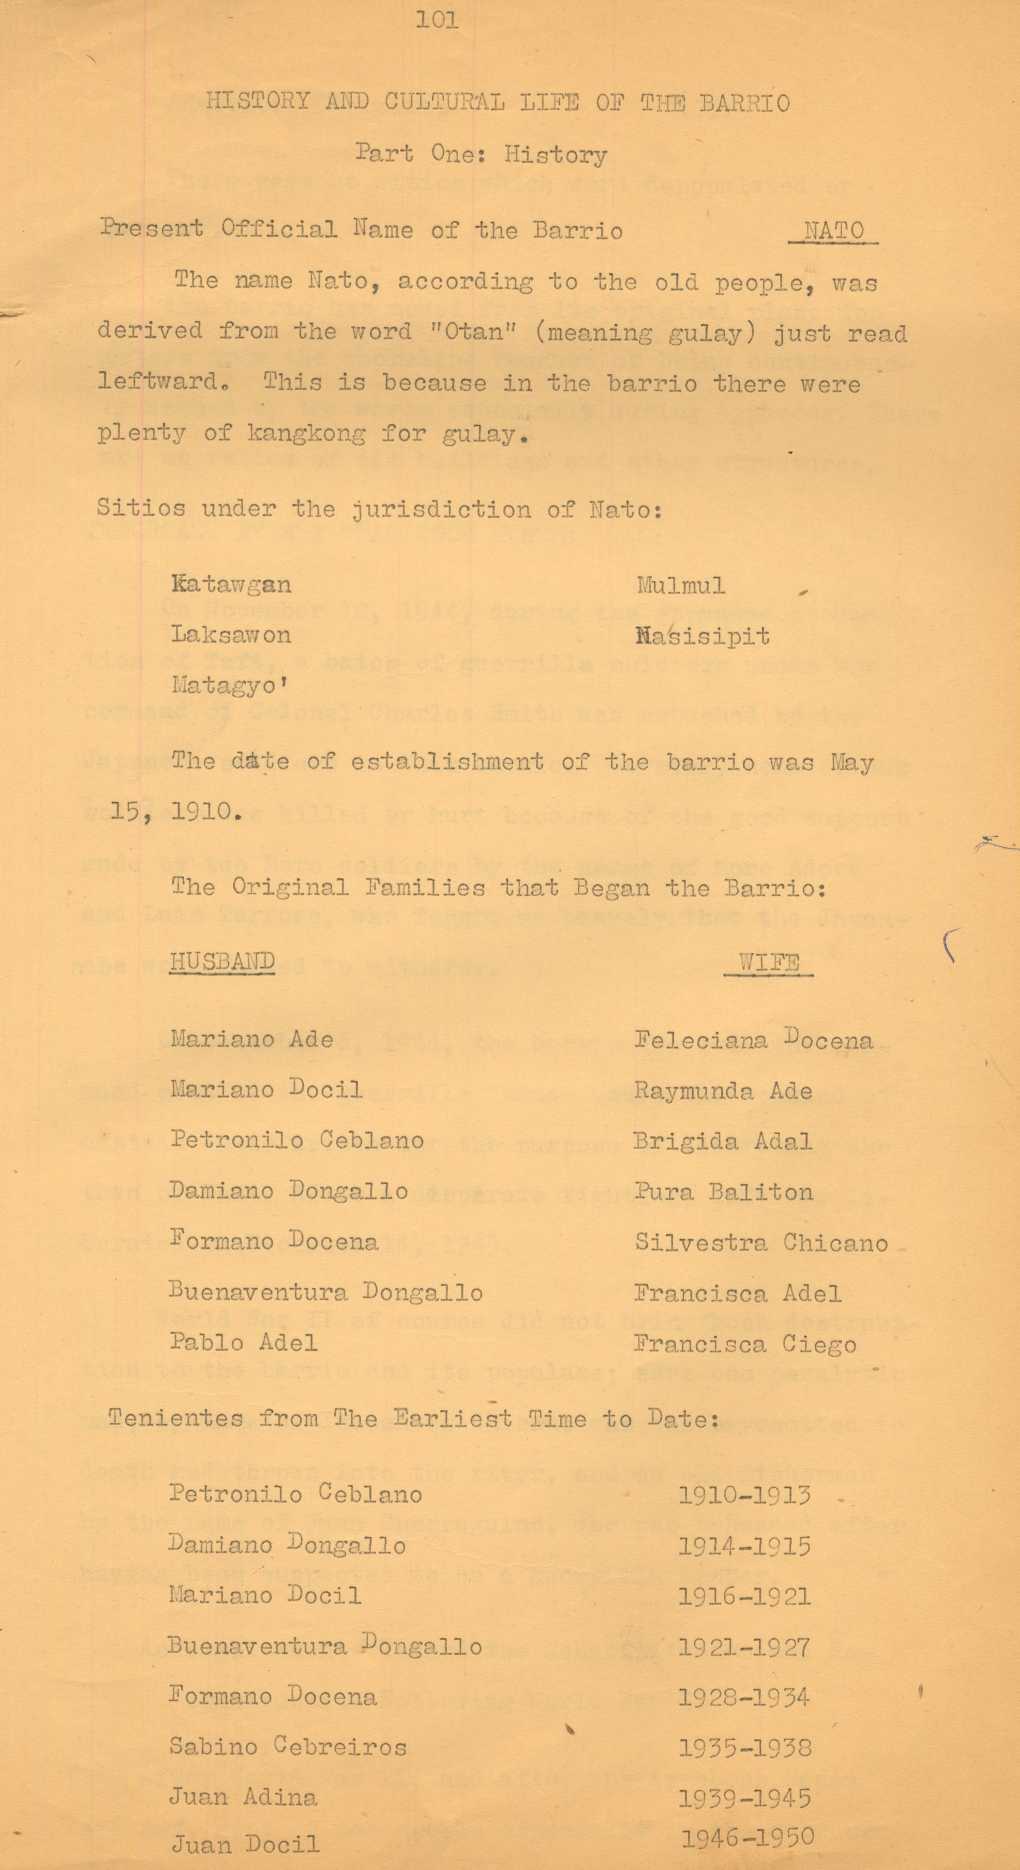 101
HISTORY AND CULTURAL LIFE OF THE BARRIO
Part One: History
Present Official Name of the Barrio NATO
The name Nato, according to the old people, was
derived from the word "Otan" (meaning gulay) just read
leftward. This is because in the barrio there were
plenty of kangkong for gulay.
Sitios under the jurisdiction of Nato:
Katawgan Mulmul
Laksawon Nasisipit
Matagyo'
The date of establishment of the barrio was May
15, 1910.
The Original Families that Began the Barrio:
HUSBAND WIFE
Mariano Ade Feleciana Docena
Mariano Docil Raymunda Ade
Petronilo Ceblano Brigida Adal
Damiano Dongallo Pura Baliton
Formano Docena Silvestra Chicano
Buenaventura Dongallo Francisca Adel
Pablo Adel Francisca Ciego
Tenientes from The Earliest Time to Date:
Petronilo Ceblano 1910-1913
Damiano Dongallo 1914-1915
Mariano Docil 1916-1921
Buenaventura Dongallo 1921-1927
Formano Docena 1928-1934
Sabino Cebreiros 1935-1938
Juan Adina 1939-1945
Juan Docil 1946-1950